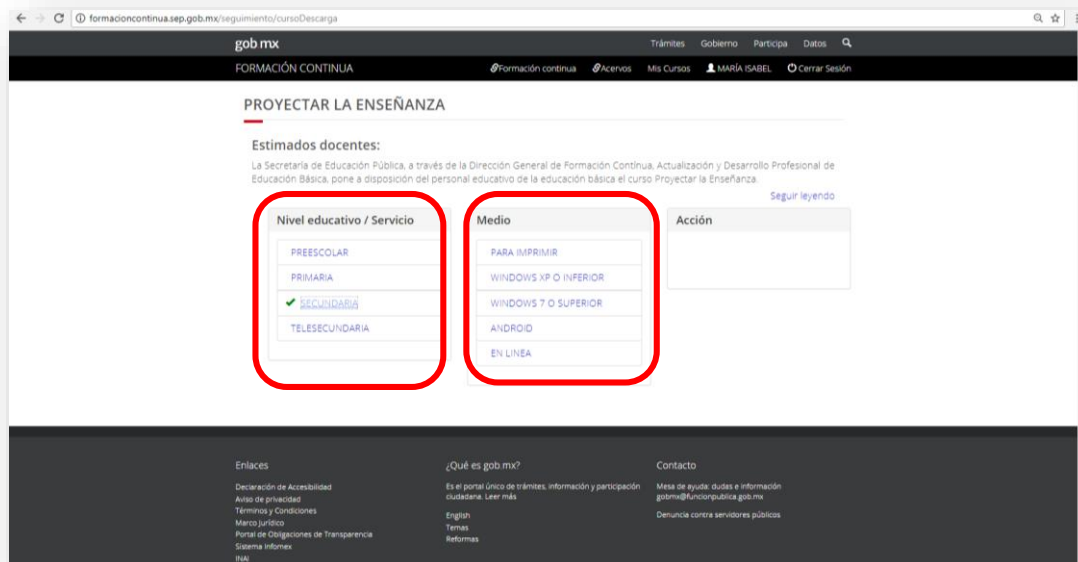 formacioncontinua.sep.gob.mx/seguimiento/cursoDescarga
gob mx
Trámites Gobierno Participa Datos
FORMACIÓN CONTINUA
Formación continua Acervos Mis Cursos MARÍA ISABEL Cerrar Sesión
PROYECTAR LA ENSEÑANZA
Estimados docentes:
La Secretaría de Educación Pública, a través de la Dirección General de Formación Continua, Actualización y Desarrollo Profesional de
Educación Básica, pone a disposición del personal educativo de la educación básica el curso Proyectar la Enseñanza.
Seguir leyendo
Nivel educativo / Servicio
PREESCOLAR
PRIMARIA
SECUNDARIA
TELESECUNDARIA
Medio
PARA IMPRIMIR
WINDOWS XP O INFERIOR
WINDOWS 7 O SUPERIOR
ANDROID
EN LINEA
Acción
Enlaces
Declaración de Accesibilidad
Aviso de privacidad
Términos y Condiciones
Marco Jurídico
Portal de Obligaciones de Transparencia
Sistema Infomex
INAI
¿Qué es gob.mx?
Es el portal único de trámites, información y participación
ciudadana. Leer más
English
Temas
Reformas
Contacto
Mesa de ayuda: dudas e información
gobmx@funcionpublica.gob.mx
Denuncia contra servidores públicos